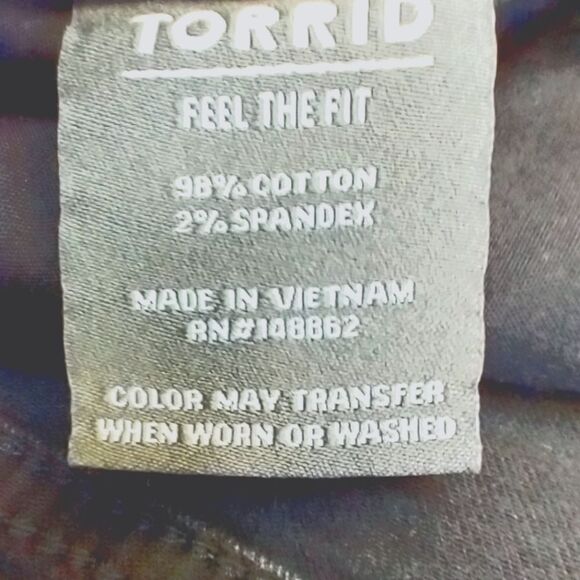 TORRID
FEEL THE FIT
98% COTTON
2% SPANDEX
MADE IN VIETNAM
RN#148862
COLOR MAY TRANSFER
WHEN WORN OR WASHED